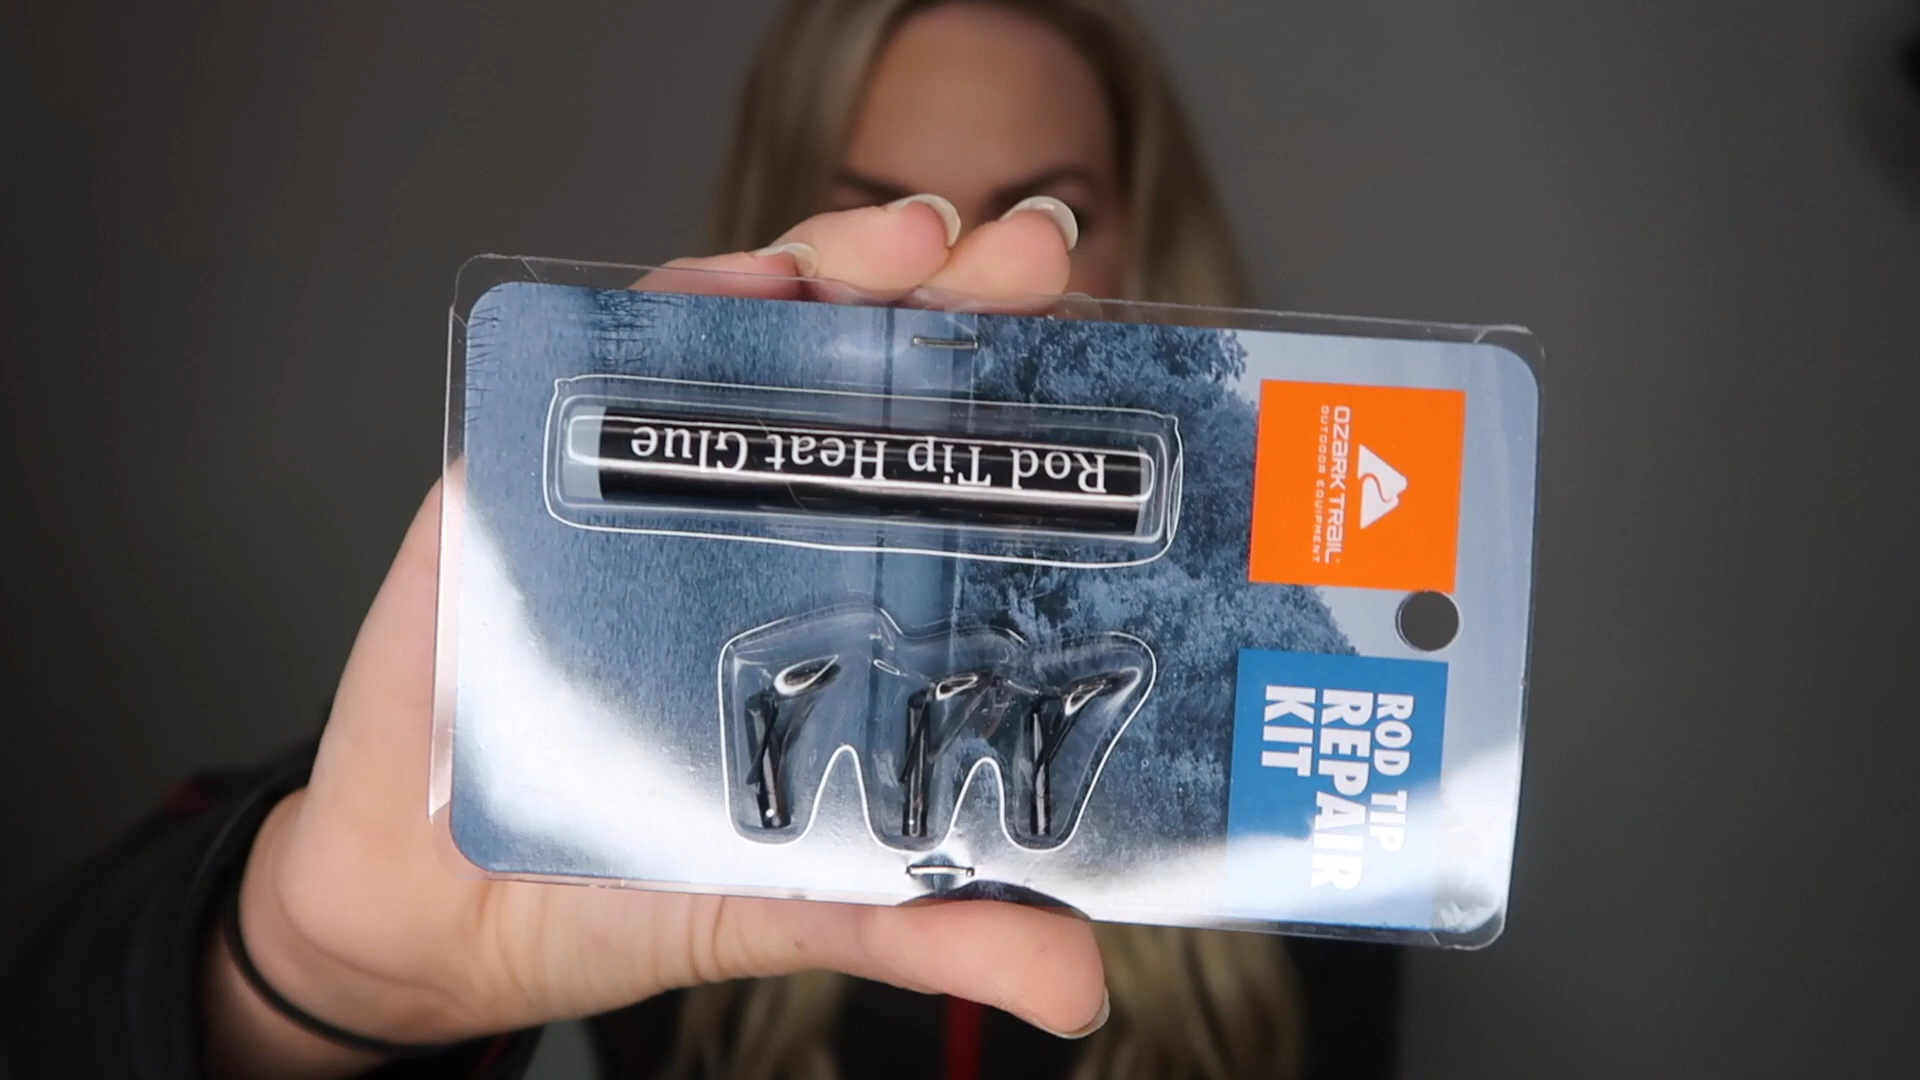 OZARK TRAIL
OUTDOOR EQUIPMENT
ROD TIP
REPAIR
KIT
Rod Tip Heat Glue